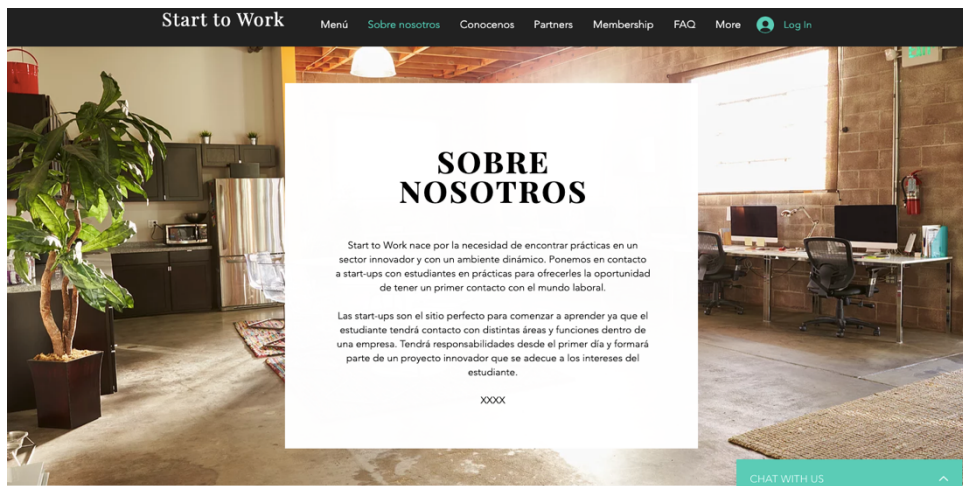 Start to Work
Menú Sobre nosotros Conocenos Partners Membership FAQ More Log In
EXIT
SOBRE
NOSOTROS
Start to Work nace por la necesidad de encontrar prácticas en un
sector innovador y con un ambiente dinámico. Ponemos en contacto
a start-ups con estudiantes en prácticas para ofrecerles la oportunidad
de tener un primer contacto con el mundo laboral.
Las start-ups son el sitio perfecto para comenzar a aprender ya que el
estudiante tendrá contacto con distintas áreas y funciones dentro de
una empresa. Tendrá responsabilidades desde el primer día y formará
parte de un proyecto innovador que se adecue a los intereses del
estudiante.
XXXX
CHAT WITH US